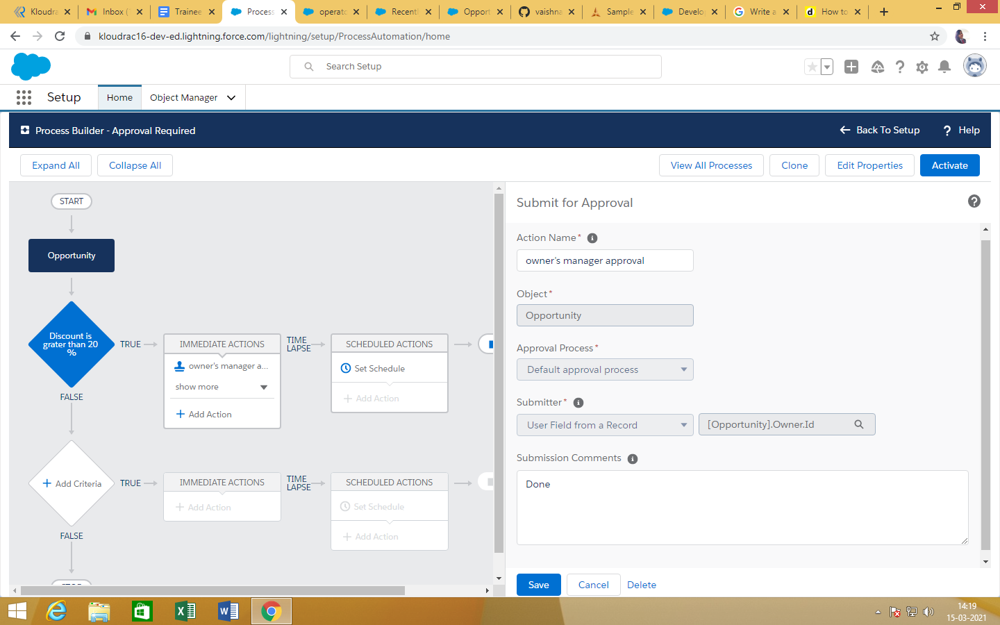 Kloudra
Inbox (
Trainee
Process
operato
Recentl
Opport
vaishna
Sample
Develo
Write a
How to
kloudrac16-dev-ed.lightning.force.com/lightning/setup/ProcessAutomation/home
Search Setup
Setup
Home
Object Manager
Process Builder - Approval Required
Back To Setup
Help
Expand All
Collapse All
View All Processes
Clone
Edit Properties
Activate
START
Opportunity
Discount is
grater than 20
%
TRUE
IMMEDIATE ACTIONS
owner's manager a...
show more
Add Action
TIME
LAPSE
SCHEDULED ACTIONS
Set Schedule
Add Action
FALSE
Add Criteria
TRUE
IMMEDIATE ACTIONS
Add Action
TIME
LAPSE
SCHEDULED ACTIONS
Set Schedule
Add Action
FALSE
STOP
Submit for Approval
Action Name*
owner's manager approval
Object*
Opportunity
Approval Process*
Default approval process
Submitter*
User Field from a Record
[Opportunity].Owner.Id
Submission Comments
Done
Save
Cancel
Delete
14:19
15-03-2021